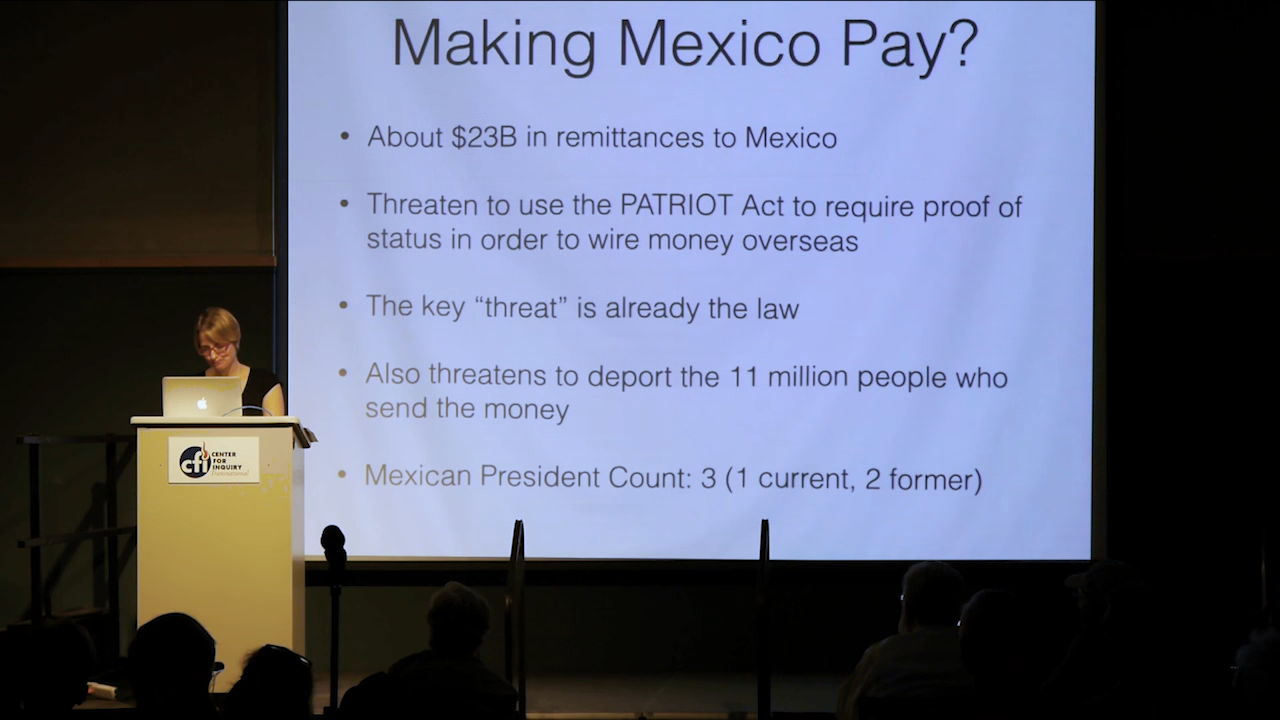 Making Mexico Pay?
• About $23B in remittances to Mexico
• Threaten to use the PATRIOT Act to require proof of
status in order to wire money overseas
• The key “threat” is already the law
• Also threatens to deport the 11 million people who
send the money
• Mexican President Count: 3 (1 current, 2 former)
cfi
CENTER
FOR
INQUIRY
Transnational